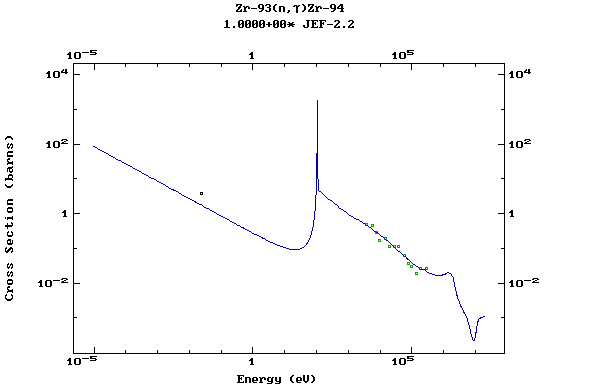 Zr-93(n,γ)Zr-94
1.0000+00* JEF-2.2
10⁻⁵ 1 10⁵
10⁴ 10⁴
10² 10²
1 1
10⁻² 10⁻²
10⁻⁵ 1 10⁵
Cross Section (barns)
Energy (eV)